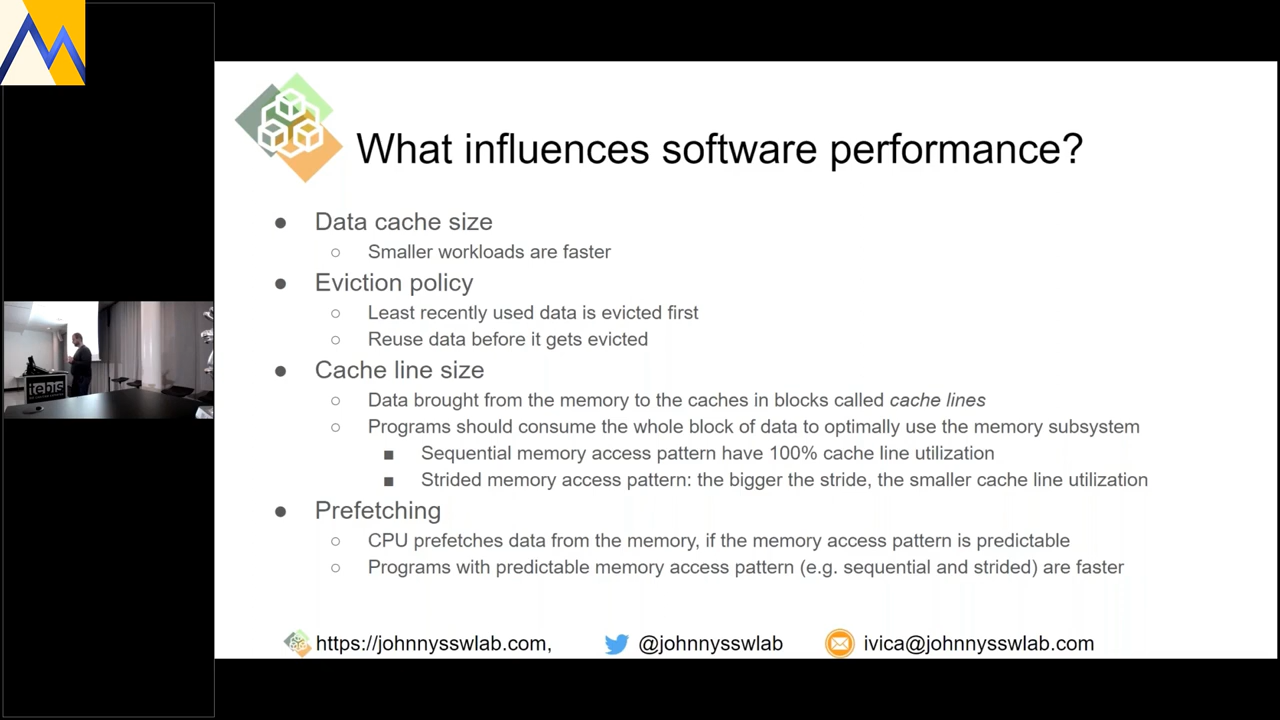 What influences software performance?
● Data cache size
○ Smaller workloads are faster
● Eviction policy
○ Least recently used data is evicted first
○ Reuse data before it gets evicted
● Cache line size
○ Data brought from the memory to the caches in blocks called cache lines
○ Programs should consume the whole block of data to optimally use the memory subsystem
■ Sequential memory access pattern have 100% cache line utilization
■ Strided memory access pattern: the bigger the stride, the smaller cache line utilization
● Prefetching
○ CPU prefetches data from the memory, if the memory access pattern is predictable
○ Programs with predictable memory access pattern (e.g. sequential and strided) are faster
https://johnnysswlab.com, @johnnysswlab ivica@johnnysswlab.com
itebis